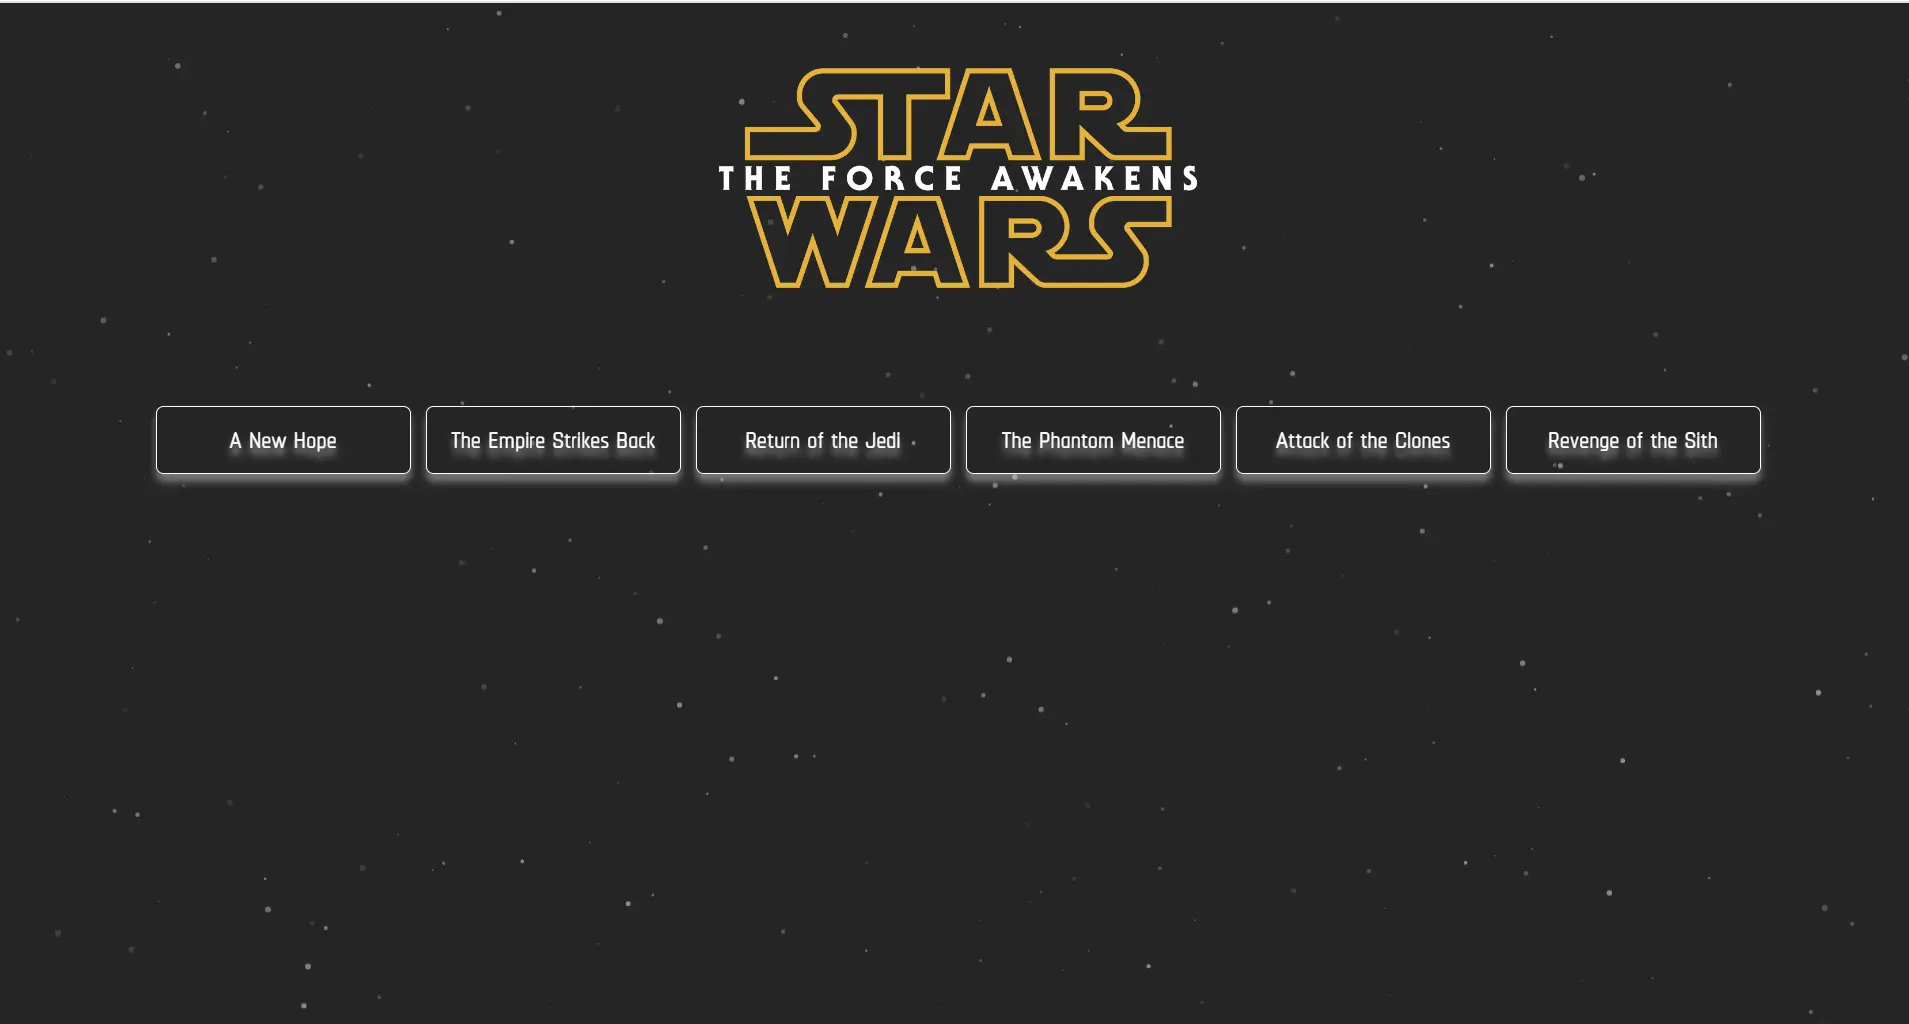 STAR
THE FORCE AWAKENS
WARS
A New Hope
The Empire Strikes Back
Return of the Jedi
The Phantom Menace
Attack of the Clones
Revenge of the Sith